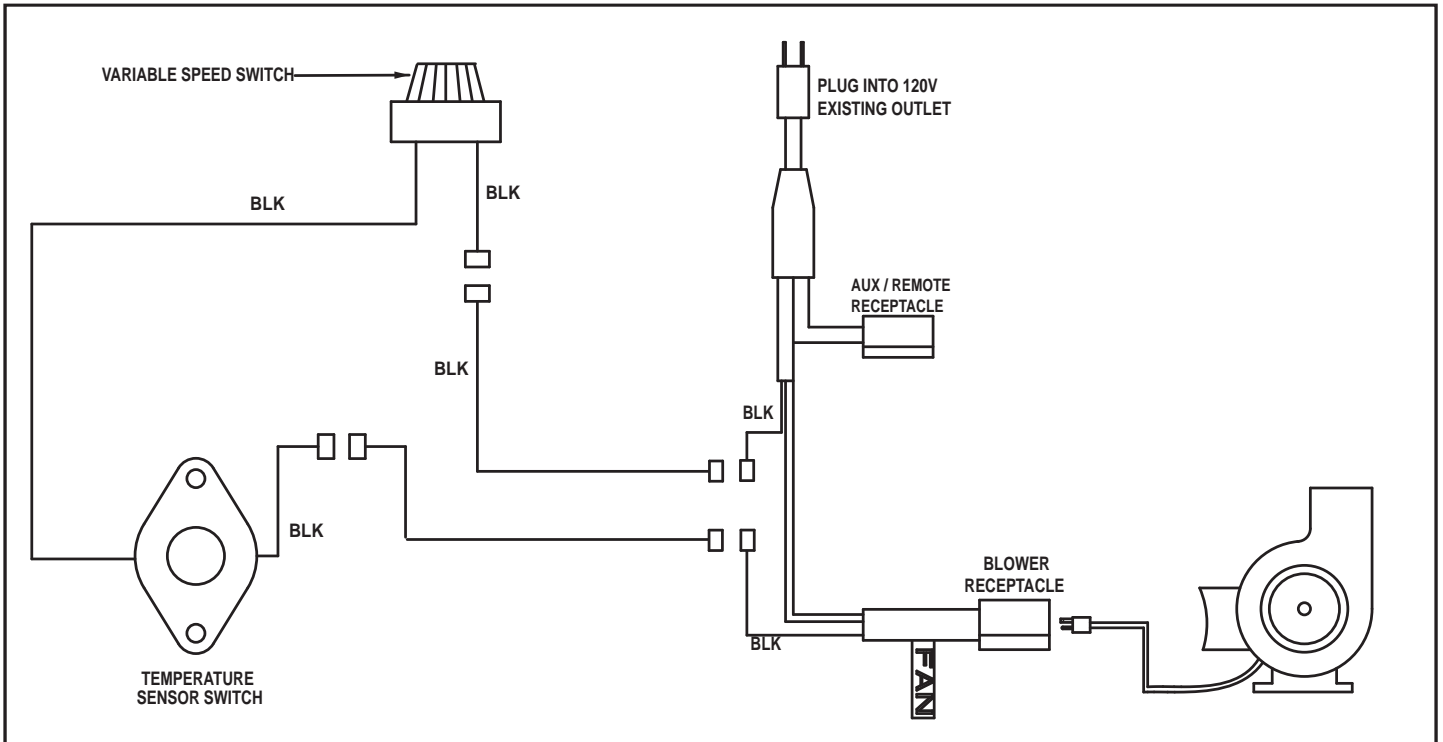 VARIABLE SPEED SWITCH
PLUG INTO 120V
EXISTING OUTLET
BLK
BLK
AUX / REMOTE
RECEPTACLE
BLK
BLK
BLK
BLOWER
RECEPTACLE
BLK
FAN
TEMPERATURE
SENSOR SWITCH